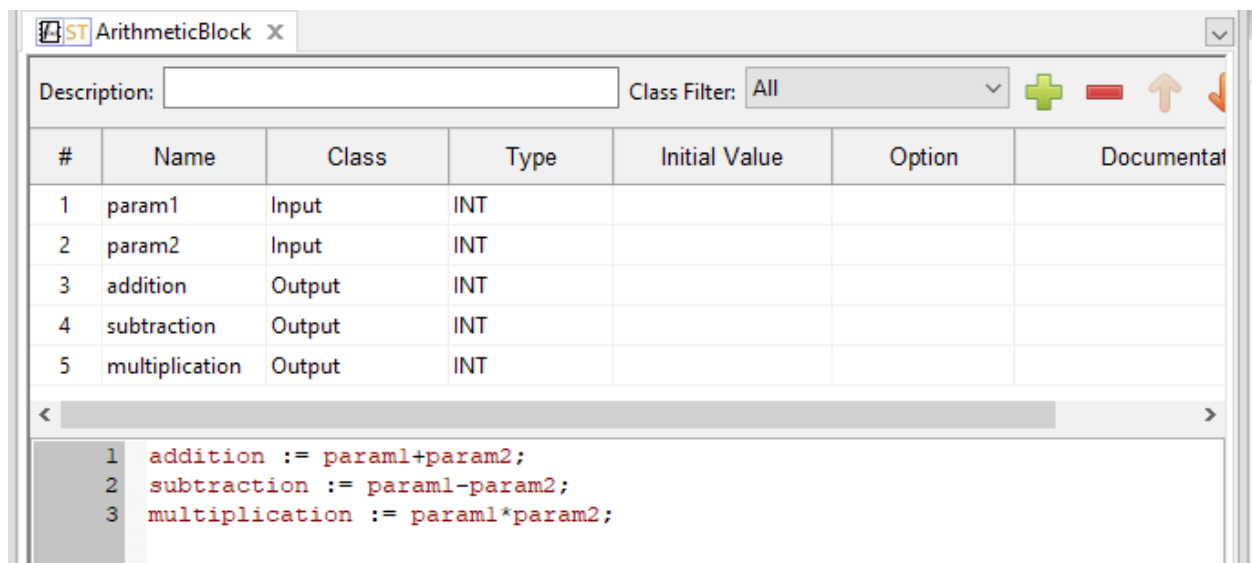 ST ArithmeticBlock X
Description: Class Filter: All
# Name Class Type Initial Value Option Documentat
1 param1 Input INT
2 param2 Input INT
3 addition Output INT
4 subtraction Output INT
5 multiplication Output INT
1 addition := param1+param2;
2 subtraction := param1-param2;
3 multiplication := param1*param2;